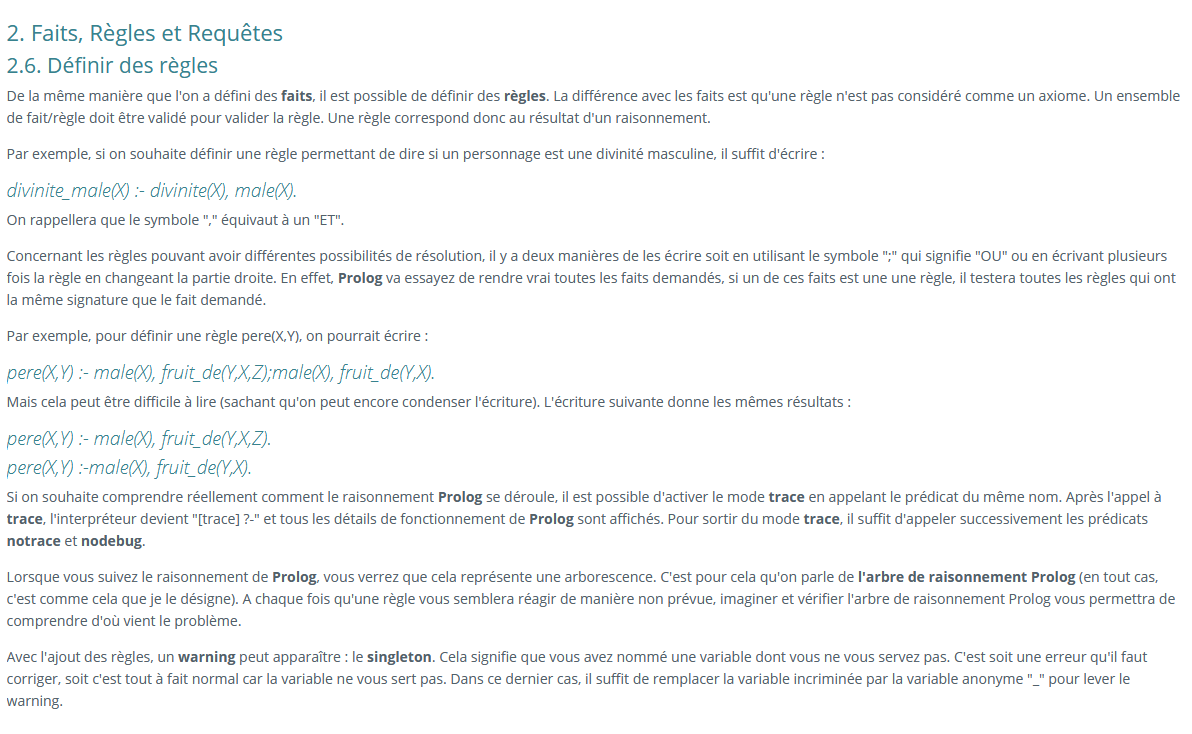 2. Faits, Règles et Requêtes
2.6. Définir des règles
De la même manière que l'on a défini des faits, il est possible de définir des règles. La différence avec les faits est qu'une règle n'est pas considéré comme un axiome. Un ensemble
de fait/règle doit être validé pour valider la règle. Une règle correspond donc au résultat d'un raisonnement.
Par exemple, si on souhaite définir une règle permettant de dire si un personnage est une divinité masculine, il suffit d'écrire :
divinite_male(X) :- divinite(X), male(X).
On rappellera que le symbole "," équivaut à un "ET".
Concernant les règles pouvant avoir différentes possibilités de résolution, il y a deux manières de les écrire soit en utilisant le symbole ";" qui signifie "OU" ou en écrivant plusieurs
fois la règle en changeant la partie droite. En effet, Prolog va essayez de rendre vrai toutes les faits demandés, si un de ces faits est une une règle, il testera toutes les règles qui ont
la même signature que le fait demandé.
Par exemple, pour définir une règle pere(X,Y), on pourrait écrire :
pere(X,Y) :- male(X), fruit_de(Y,X,Z);male(X), fruit_de(Y,X).
Mais cela peut être difficile à lire (sachant qu'on peut encore condenser l'écriture). L'écriture suivante donne les mêmes résultats :
pere(X,Y) :- male(X), fruit_de(Y,X,Z).
pere(X,Y) :-male(X), fruit_de(Y,X).
Si on souhaite comprendre réellement comment le raisonnement Prolog se déroule, il est possible d'activer le mode trace en appelant le prédicat du même nom. Après l'appel à
trace, l'interpréteur devient "[trace] ?-" et tous les détails de fonctionnement de Prolog sont affichés. Pour sortir du mode trace, il suffit d'appeler successivement les prédicats
notrace et nodebug.
Lorsque vous suivez le raisonnement de Prolog, vous verrez que cela représente une arborescence. C'est pour cela qu'on parle de l'arbre de raisonnement Prolog (en tout cas,
c'est comme cela que je le désigne). A chaque fois qu'une règle vous semblera réagir de manière non prévue, imaginer et vérifier l'arbre de raisonnement Prolog vous permettra de
comprendre d'où vient le problème.
Avec l'ajout des règles, un warning peut apparaître : le singleton. Cela signifie que vous avez nommé une variable dont vous ne vous servez pas. C'est soit une erreur qu'il faut
corriger, soit c'est tout à fait normal car la variable ne vous sert pas. Dans ce dernier cas, il suffit de remplacer la variable incriminée par la variable anonyme "_" pour lever le
warning.